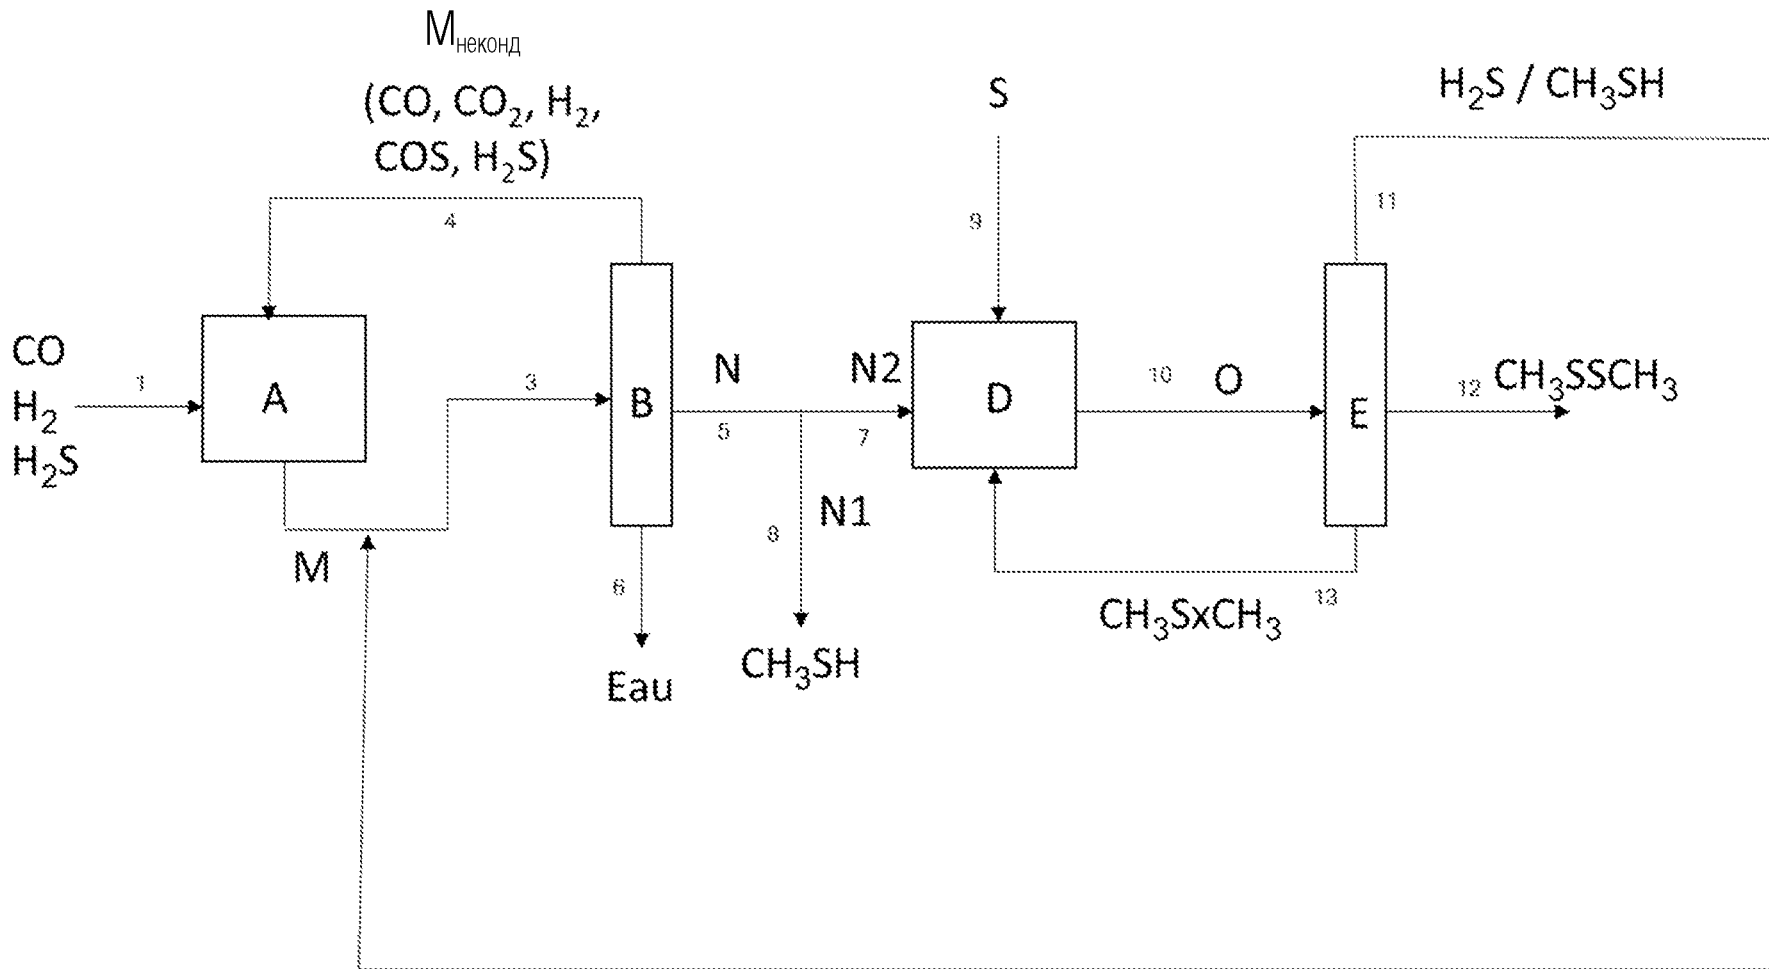 Mнеконд
(CO, CO₂, H₂,
COS, H₂S)
4
S
9
H₂S / CH₃SH
11
CO
H₂
H₂S
1
A
3
B
N
5
N2
7
D
10
O
E
12
CH₃SSCH₃
M
6
Eau
8
N1
CH₃SH
CH₃SxCH₃
13